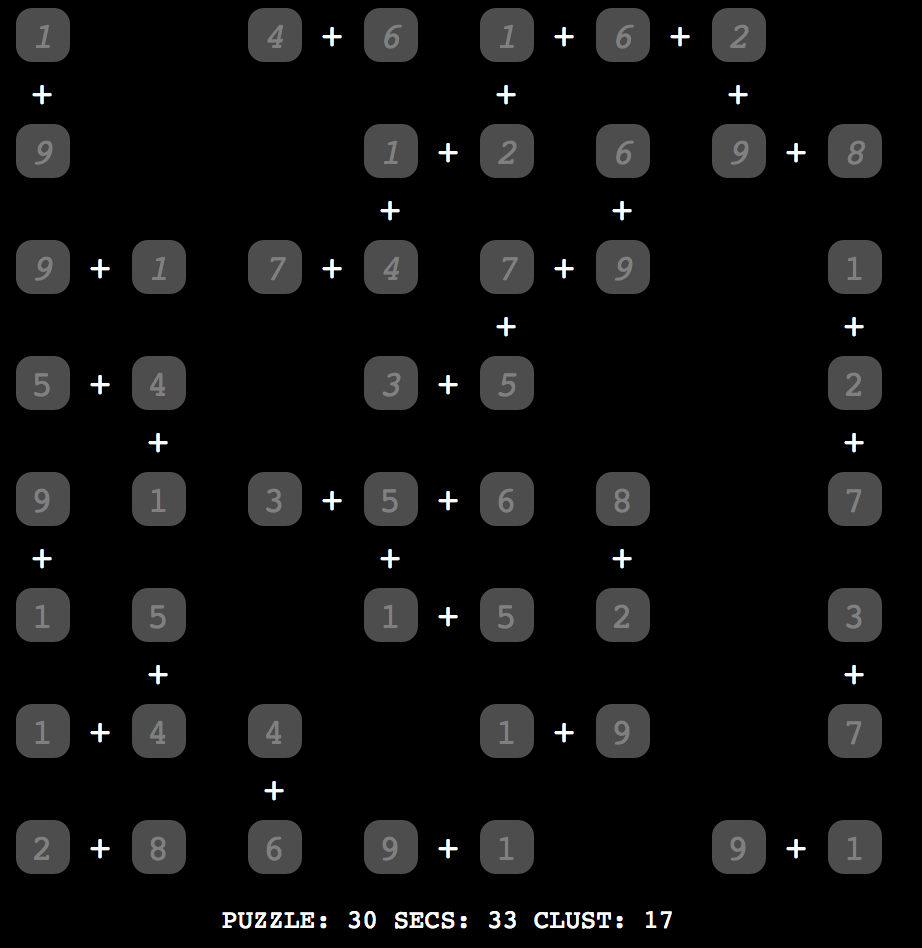 1 4 + 6 1 + 6 + 2
+ + +
9 1 + 2 6 9 + 8
+ +
9 + 1 7 + 4 7 + 9 1
+ +
5 + 4 3 + 5 2
+ +
9 1 3 + 5 + 6 8 7
+ + +
1 5 1 + 5 2 3
+ +
1 + 4 4 1 + 9 7
+
2 + 8 6 9 + 1 9 + 1
PUZZLE: 30 SECS: 33 CLUST: 17